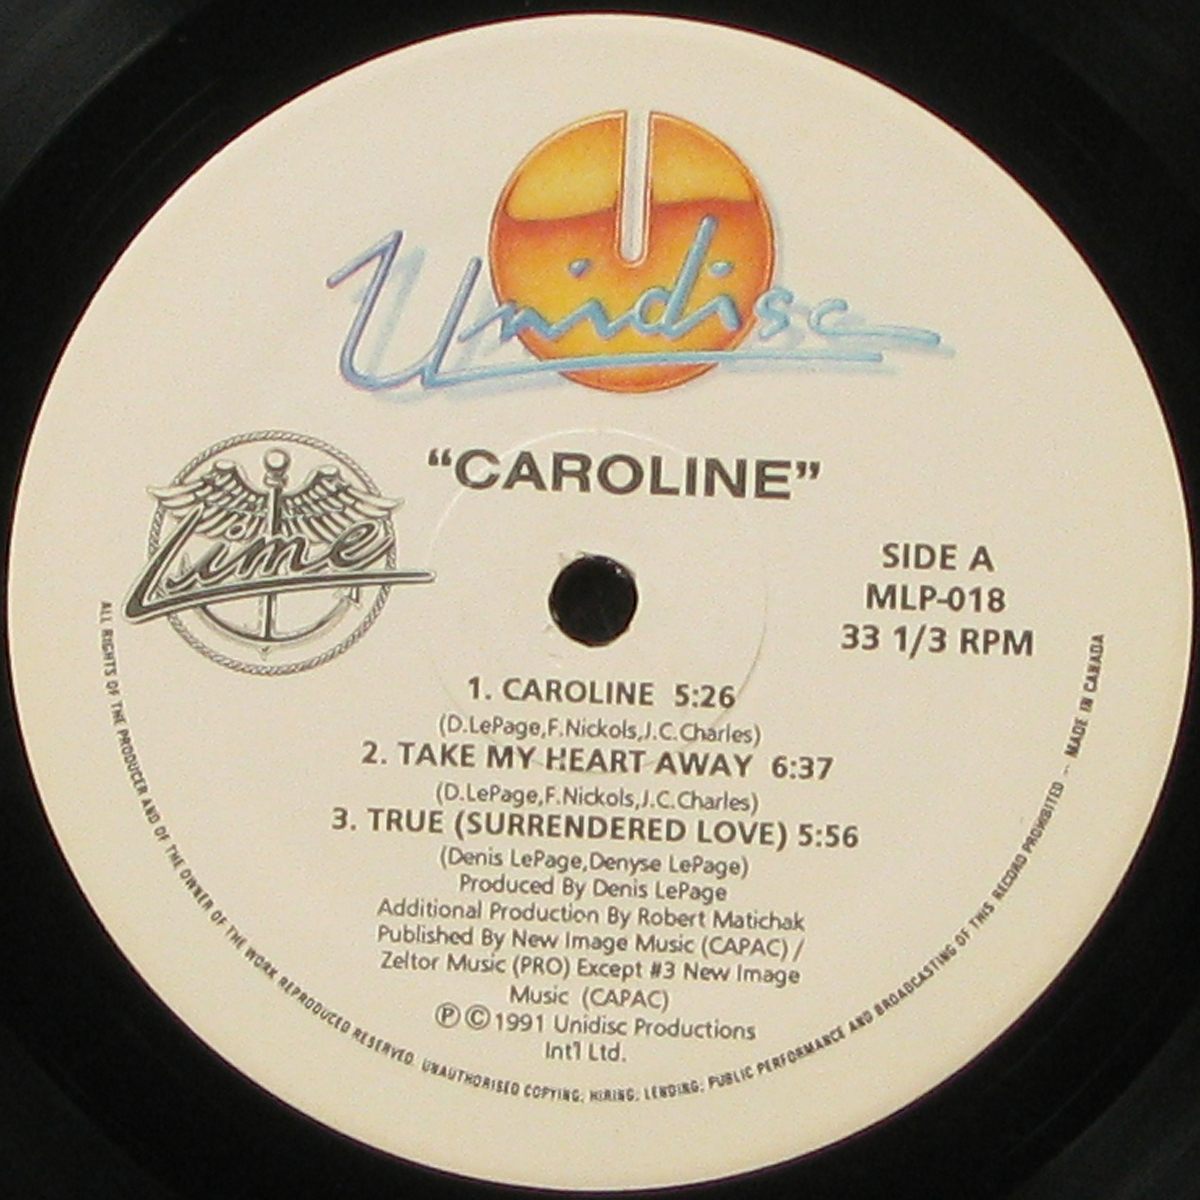 Unidisc
"CAROLINE"
Lime
SIDE A
MLP-018
33 1/3 RPM
1. CAROLINE 5:26
(D.LePage,F.Nickols,J.C.Charles)
2. TAKE MY HEART AWAY 6:37
(D.LePage,F.Nickols,J.C.Charles)
3. TRUE (SURRENDERED LOVE) 5:56
(Denis LePage,Denyse LePage)
Produced By Denis LePage
Additional Production By Robert Matichak
Published By New Image Music (CAPAC) /
Zeltor Music (PRO) Except #3 New Image
Music (CAPAC)
Ⓟ©1991 Unidisc Productions
Int'l Ltd.
ALL RIGHTS OF THE PRODUCER AND OF THE OWNER OF THE WORK REPRODUCED RESERVED. UNAUTHORISED COPYING, HIRING, LENDING, PUBLIC PERFORMANCE AND BROADCASTING OF THIS RECORD PROHIBITED - MADE IN CANADA